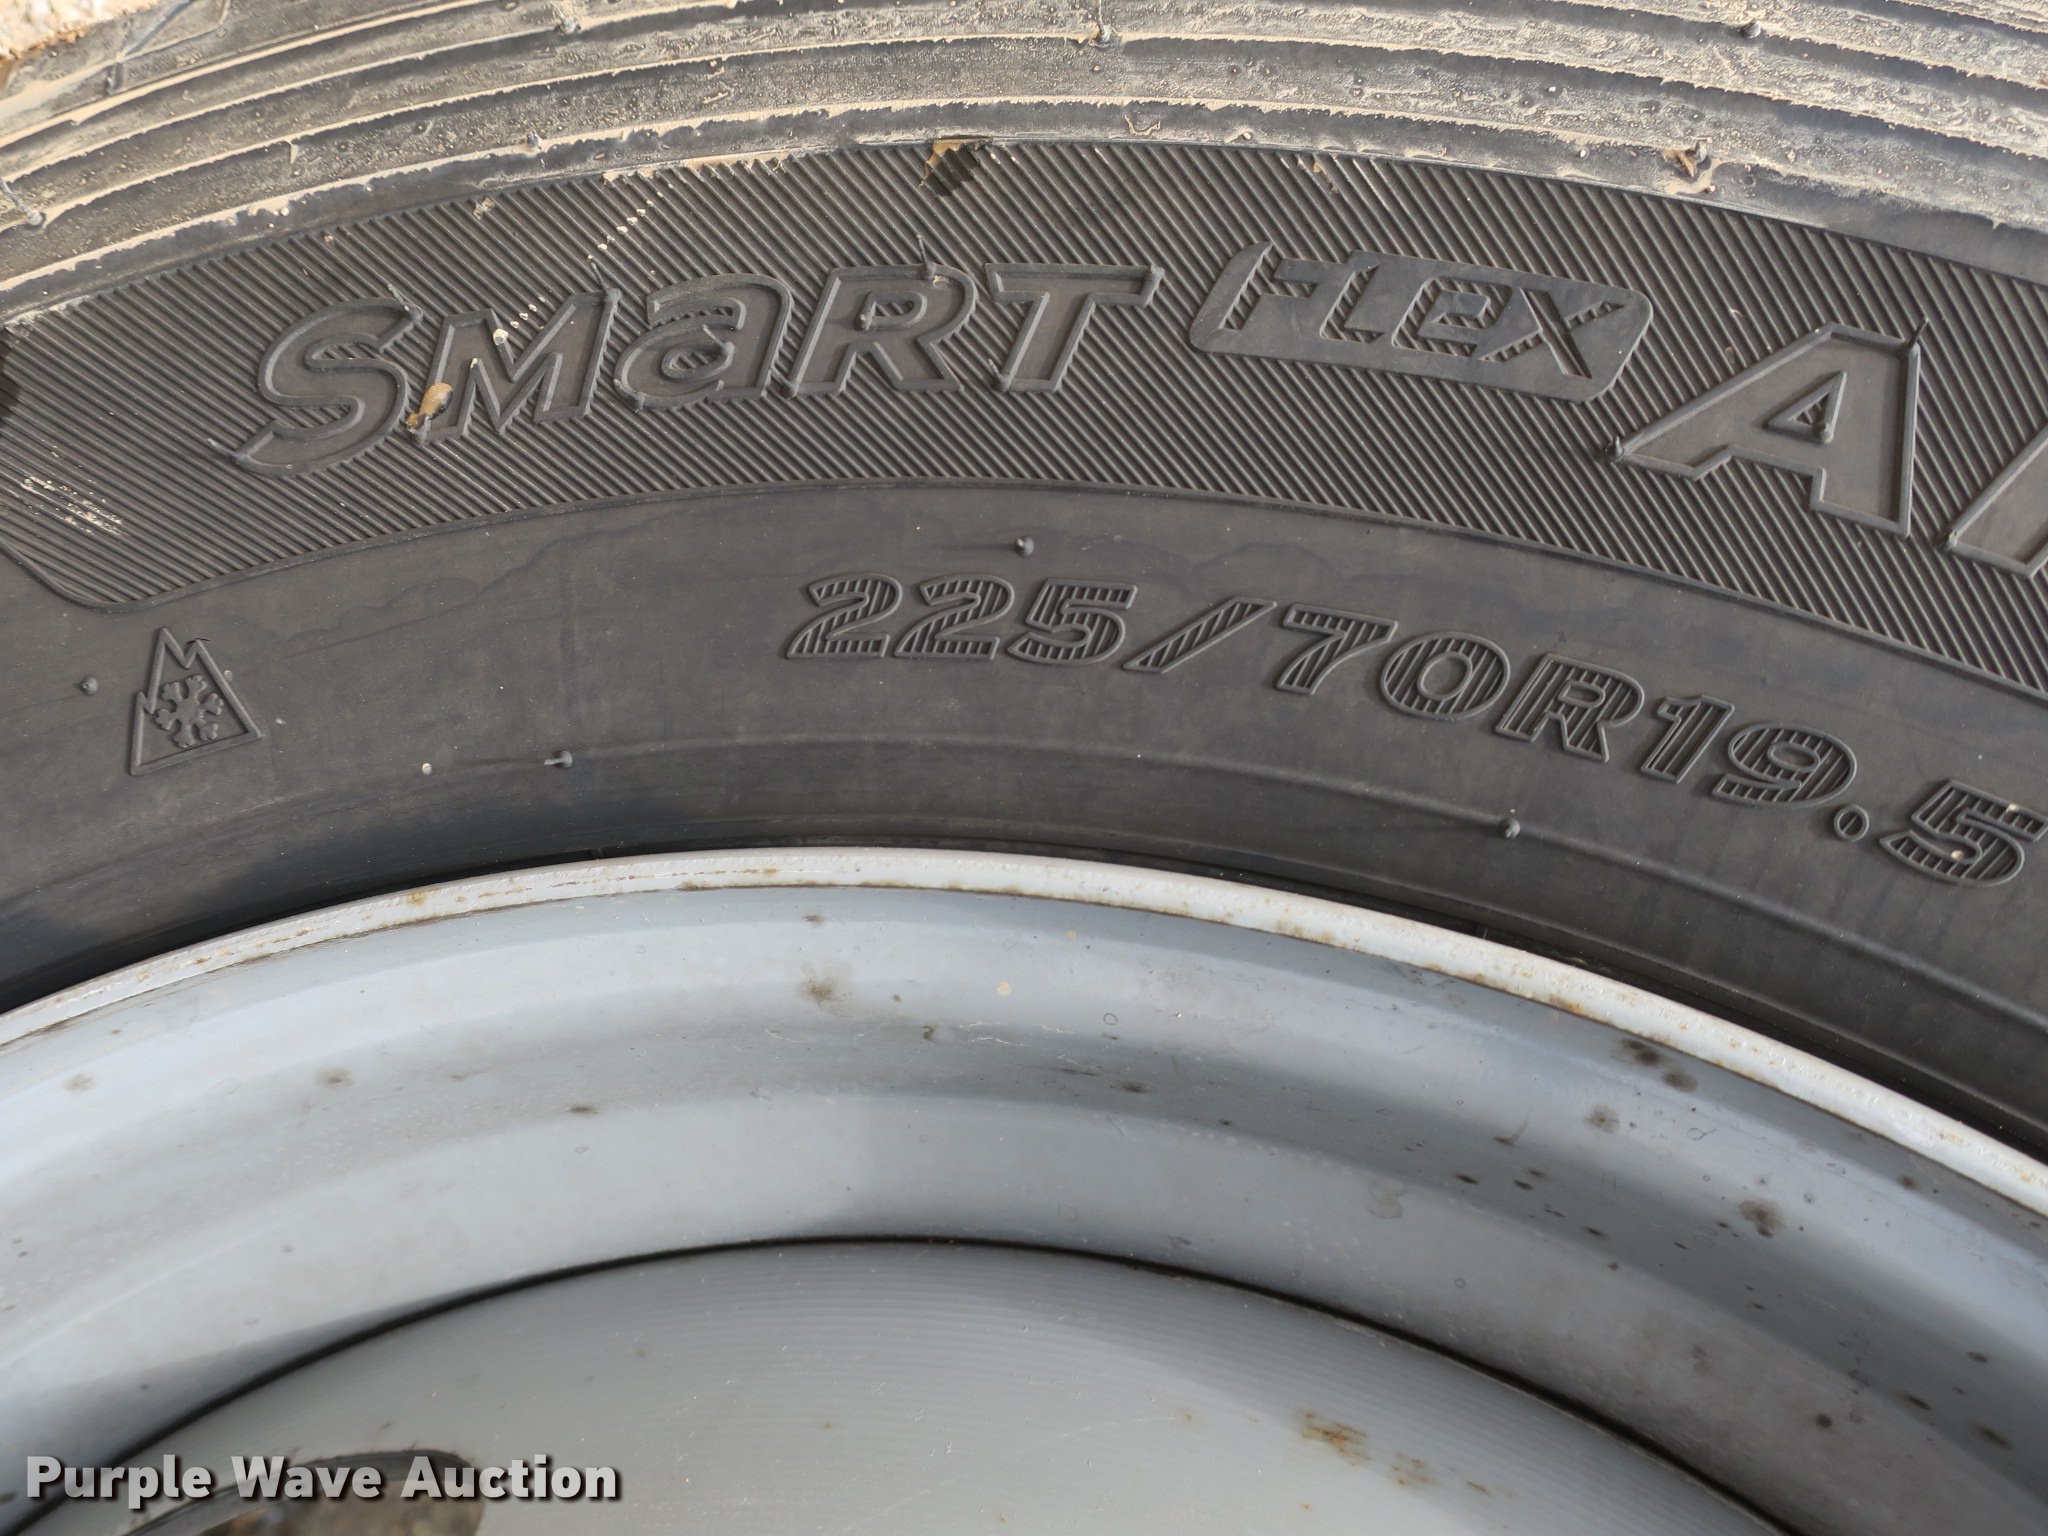 SMaRT FLEX
225/70R19.5
Purple Wave Auction